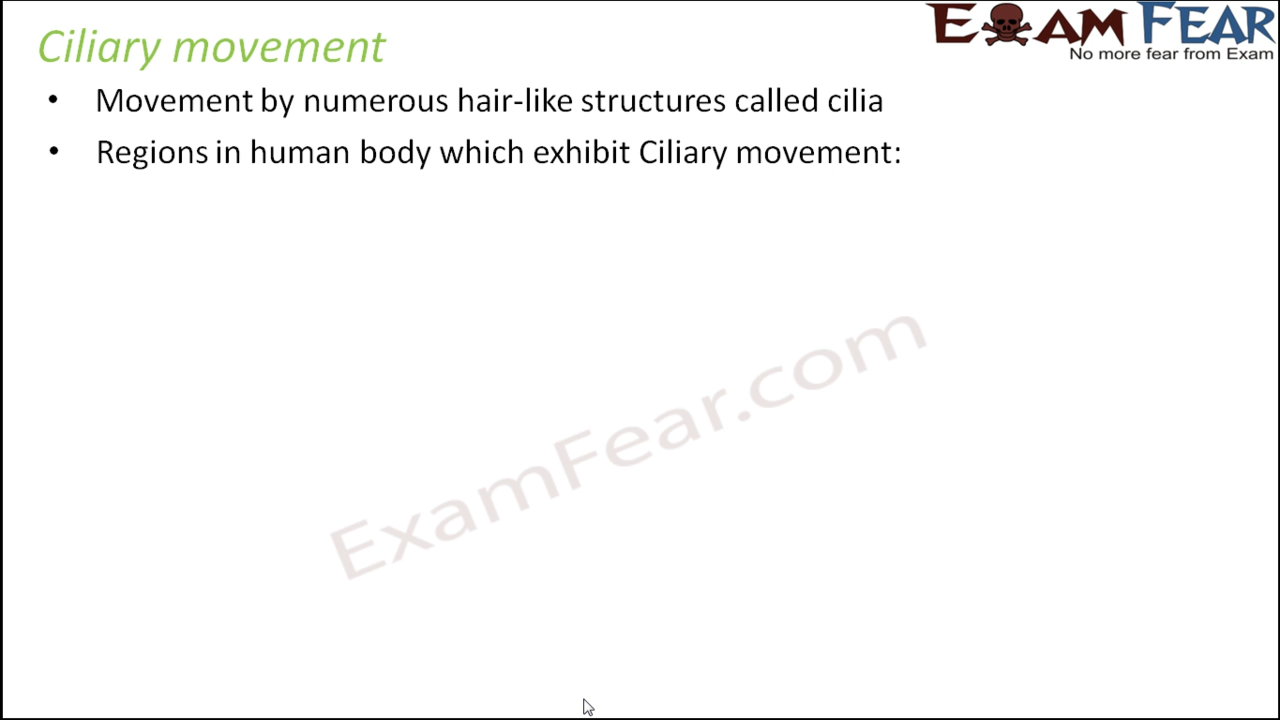 Ciliary movement
EXAM FEAR
No more fear from Exam
• Movement by numerous hair-like structures called cilia
• Regions in human body which exhibit Ciliary movement:
ExamFear.com